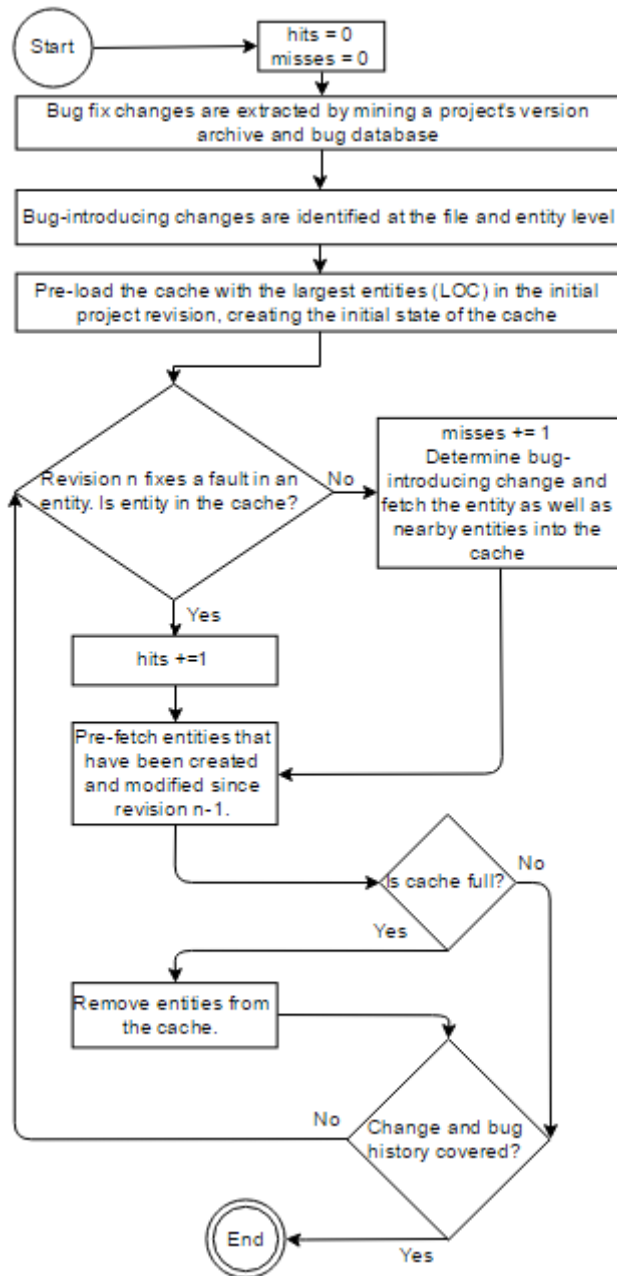 Start
hits = 0
misses = 0
Bug fix changes are extracted by mining a project's version
archive and bug database
Bug-introducing changes are identified at the file and entity level
Pre-load the cache with the largest entities (LOC) in the initial
project revision, creating the initial state of the cache
Revision n fixes a fault in an
entity. Is entity in the cache?
No
misses += 1
Determine bug-
introducing change and
fetch the entity as well as
nearby entities into the
cache
Yes
hits +=1
Pre-fetch entities that
have been created
and modified since
revision n-1.
Is cache full?
No
Yes
Remove entities from
the cache.
Change and bug
history covered?
No
Yes
End